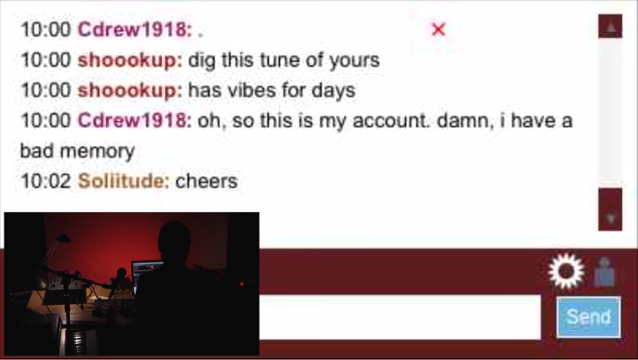 10:00 Cdrew1918: .
10:00 shoookup: dig this tune of yours
10:00 shoookup: has vibes for days
10:00 Cdrew1918: oh, so this is my account. damn, i have a
bad memory
10:02 Soliitude: cheers
Send